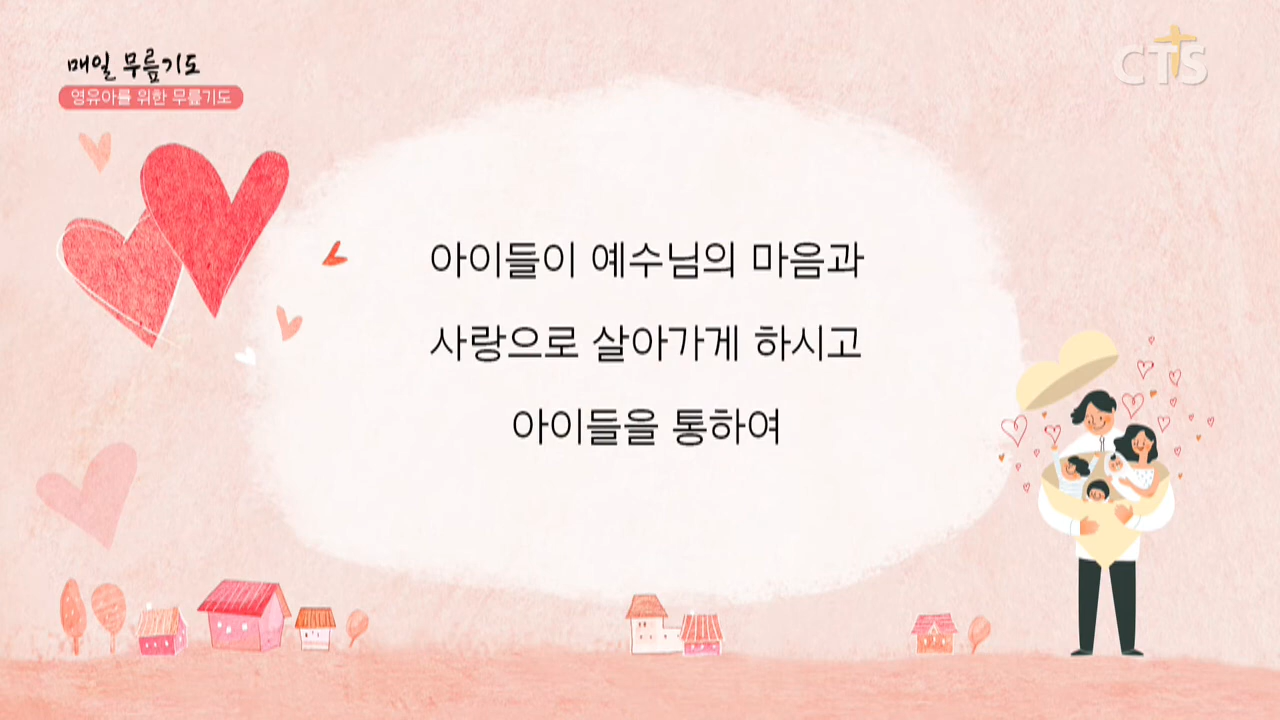 매일 무릎기도
영유아를 위한 무릎기도
CTS
아이들이 예수님의 마음과
사랑으로 살아가게 하시고
아이들을 통하여